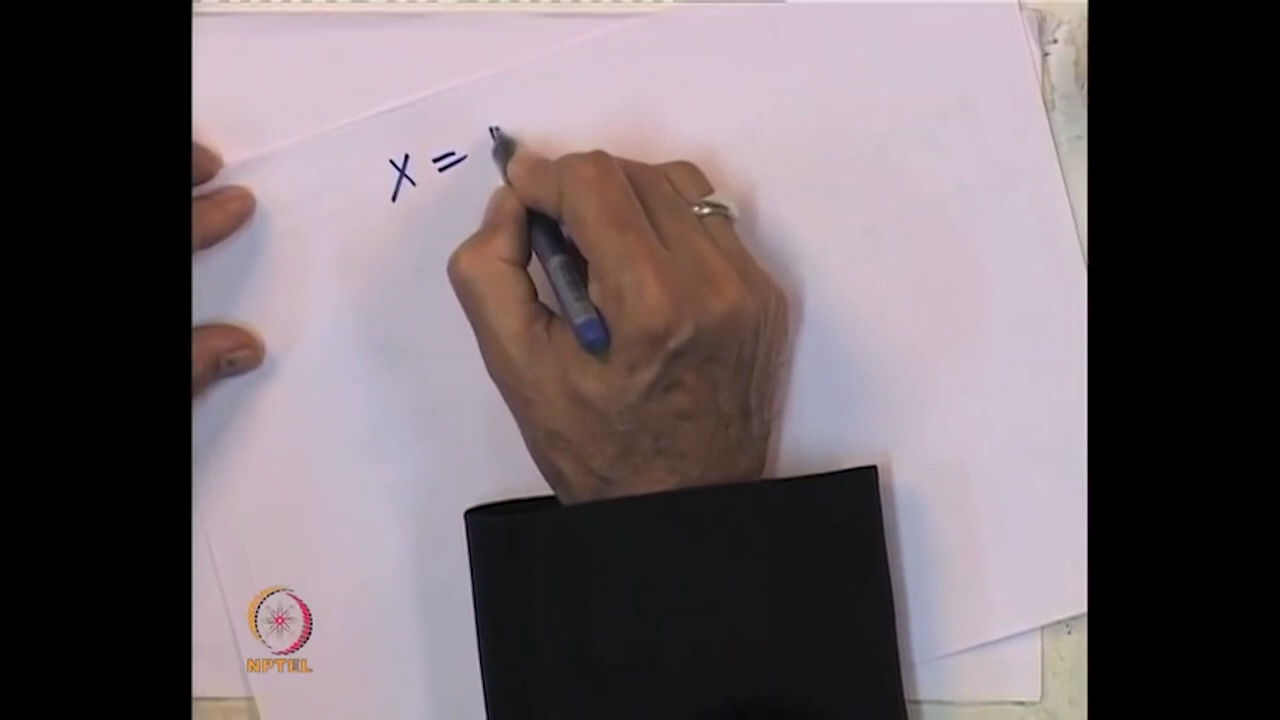 X =
NPTEL